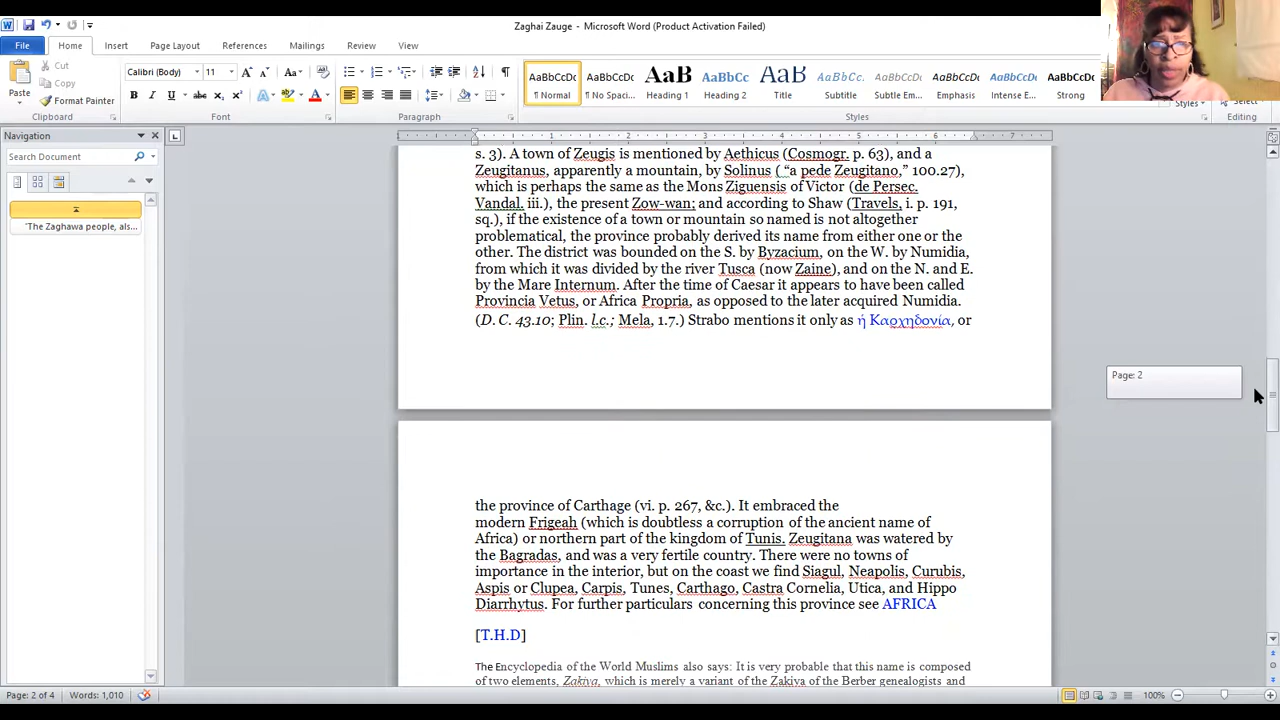 Zaghai Zauge - Microsoft Word (Product Activation Failed)
File Home Insert Page Layout References Mailings Review View
Cut
Copy
Format Painter
Paste
Clipboard
Calibri (Body) 11
Font
Paragraph
AaBbCcDc AaBbCcDc AaB AaBbCc AaB AaBbCc AaBbCcDc AaBbCcDc AaBbCcDc AaBbCcDc
¶ Normal ¶ No Spaci... Heading 1 Heading 2 Title Subtitle Subtle Em... Emphasis Intense E... Strong
Styles
Styles
Select
Editing
Navigation
Search Document
'The Zaghawa people, als...
1 2 3 4 5 6 7
s. 3). A town of Zeugis is mentioned by Aethicus (Cosmogr. p. 63), and a
Zeugitanus, apparently a mountain, by Solinus ( “a pede Zeugitano,” 100.27),
which is perhaps the same as the Mons Ziguensis of Victor (de Persec.
Vandal. iii.), the present Zow-wan; and according to Shaw (Travels, i. p. 191,
sq.), if the existence of a town or mountain so named is not altogether
problematical, the province probably derived its name from either one or the
other. The district was bounded on the S. by Byzacium, on the W. by Numidia,
from which it was divided by the river Tusca (now Zaine), and on the N. and E.
by the Mare Internum. After the time of Caesar it appears to have been called
Provincia Vetus, or Africa Propria, as opposed to the later acquired Numidia.
(D. C. 43.10; Plin. l.c.; Mela, 1.7.) Strabo mentions it only as ἡ Καρχηδονία, or
Page: 2
the province of Carthage (vi. p. 267, &c.). It embraced the
modern Frigeah (which is doubtless a corruption of the ancient name of
Africa) or northern part of the kingdom of Tunis. Zeugitana was watered by
the Bagradas, and was a very fertile country. There were no towns of
importance in the interior, but on the coast we find Siagul, Neapolis, Curubis,
Aspis or Clupea, Carpis, Tunes, Carthago, Castra Cornelia, Utica, and Hippo
Diarrhytus. For further particulars concerning this province see AFRICA
[T.H.D]
The Encyclopedia of the World Muslims also says: It is very probable that this name is composed
of two elements, Zakiya, which is merely a variant of the Zakiya of the Berber genealogists and
Page: 2 of 4 Words: 1,010
100%